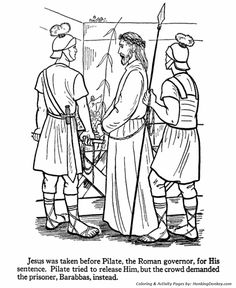 Jesus was taken before Pilate, the Roman governor, for His
sentence. Pilate tried to release Him, but the crowd demanded
the prisoner, Barabbas, instead.
Coloring & Activity Pages by: HonkingDonkey.com